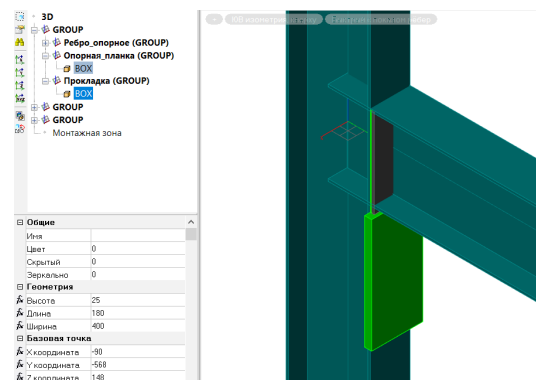 3D
GROUP
Ребро_опорное (GROUP)
Опорная_планка (GROUP)
BOX
Прокладка (GROUP)
BOX
GROUP
GROUP
Монтажная зона
Общие
Имя
Цвет 0
Скрытый 0
Зеркально 0
Геометрия
Высота 25
Длина 180
Ширина 400
Базовая точка
X координата -90
Y координата -568
Z координата 148